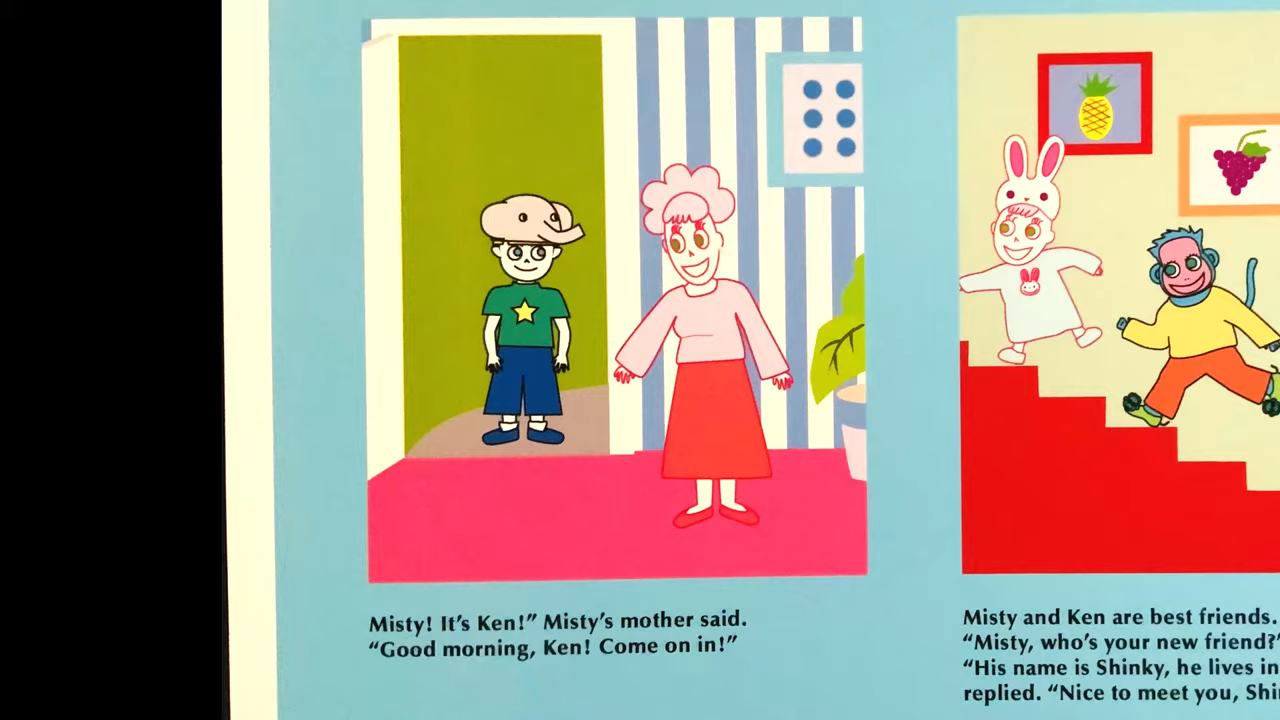 Misty! It's Ken!” Misty's mother said.
“Good morning, Ken! Come on in!”
Misty and Ken are best friends.
“Misty, who's your new friend?”
“His name is Shinky, he lives in
replied. “Nice to meet you,